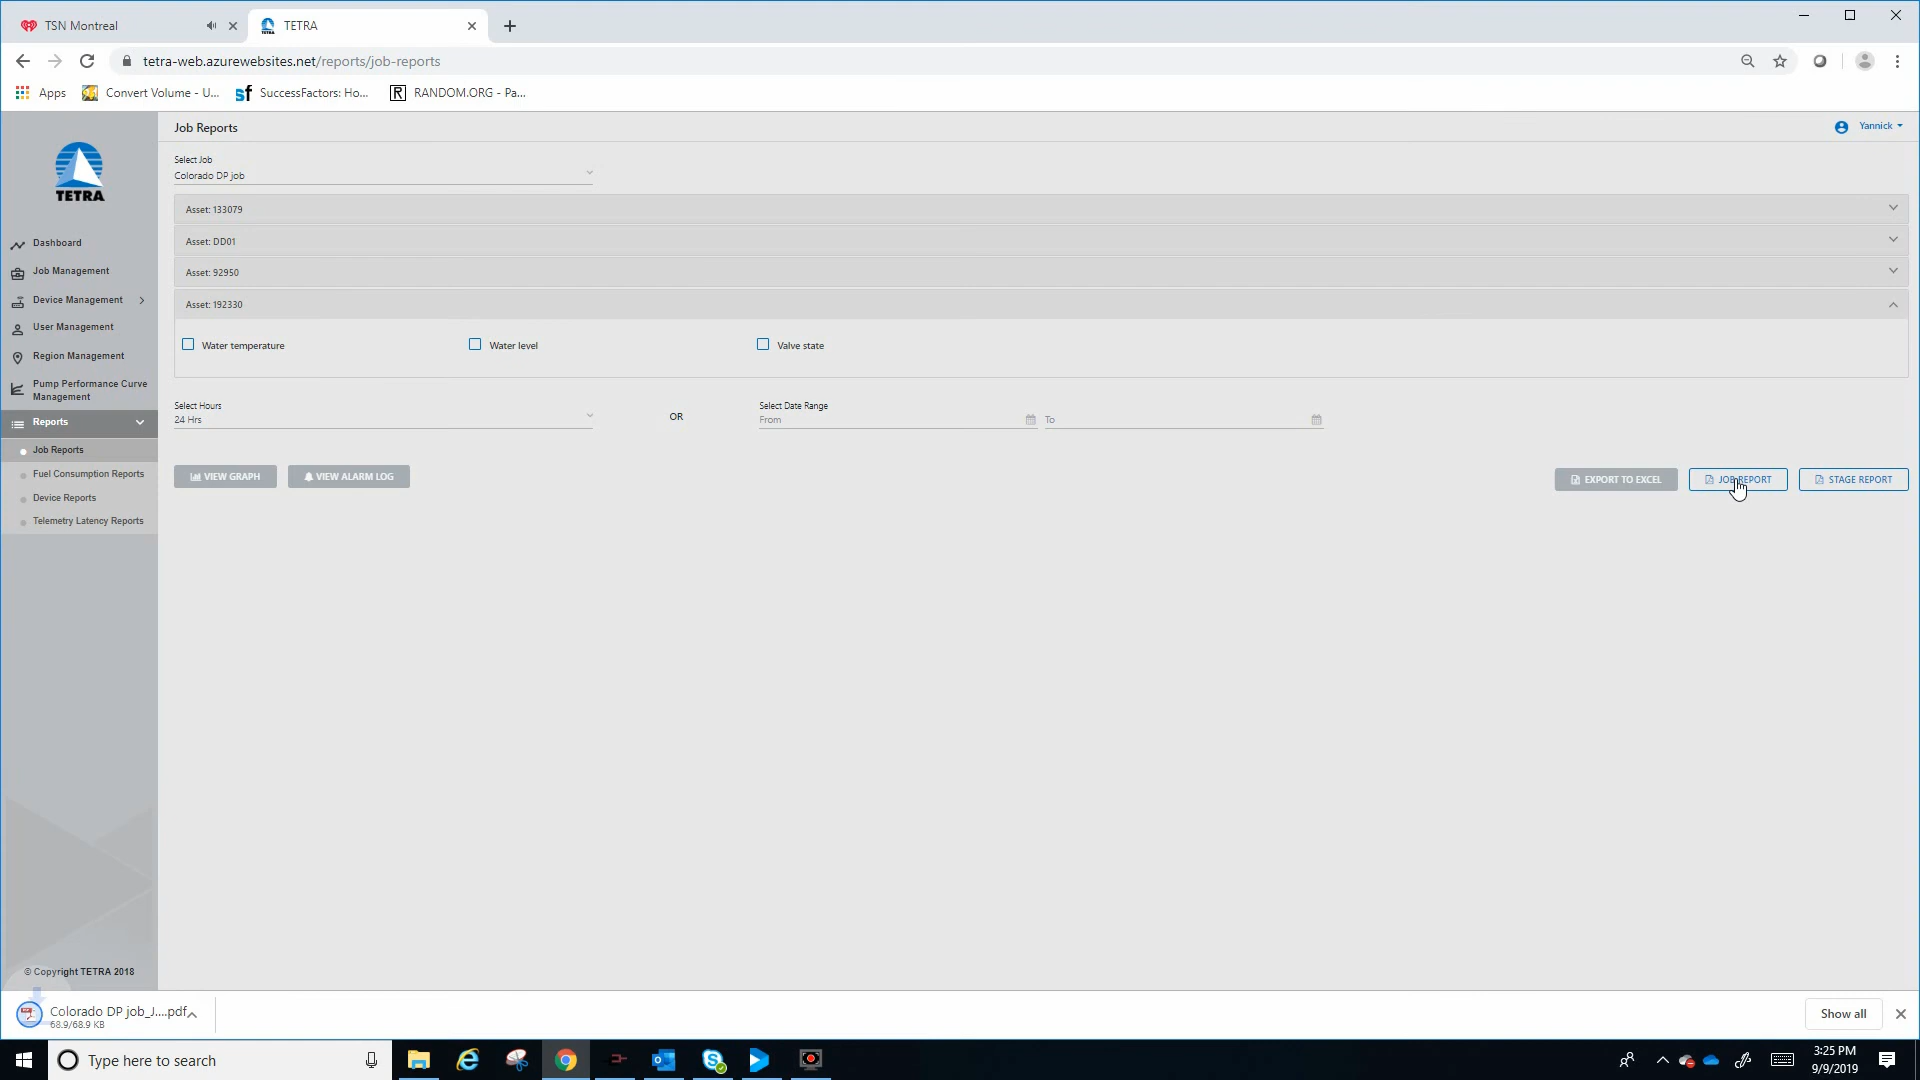 TSN Montreal
TETRA
tetra-web.azurewebsites.net/reports/job-reports
Apps
Convert Volume - U...
sf SuccessFactors: Ho...
R RANDOM.ORG - Pa...
TETRA
Dashboard
Job Management
Device Management
User Management
Region Management
Pump Performance Curve
Management
Reports
Job Reports
Fuel Consumption Reports
Device Reports
Telemetry Latency Reports
© Copyright TETRA 2018
Job Reports
Yannick
Select Job
Colorado DP job
Asset: 133079
Asset: DD01
Asset: 92950
Asset: 192330
Water temperature
Water level
Valve state
Select Hours
24 Hrs
OR
Select Date Range
From
To
VIEW GRAPH
VIEW ALARM LOG
EXPORT TO EXCEL
JOB REPORT
STAGE REPORT
Colorado DP job_J....pdf
68.9/68.9 KB
Show all
Type here to search
3:25 PM
9/9/2019